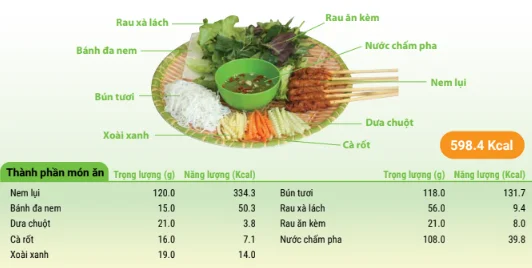 Rau xà lách
Rau ăn kèm
Bánh đa nem
Nước chấm pha
Nem lụi
Bún tươi
Dưa chuột
Xoài xanh
Cà rốt
598.4 Kcal
Thành phần món ăn Trọng lượng (g) Năng lượng (Kcal) Trọng lượng (g) Năng lượng (Kcal)
Nem lụi 120.0 334.3 Bún tươi 118.0 131.7
Bánh đa nem 15.0 50.3 Rau xà lách 56.0 9.4
Dưa chuột 21.0 3.8 Rau ăn kèm 21.0 8.0
Cà rốt 16.0 7.1 Nước chấm pha 108.0 39.8
Xoài xanh 19.0 14.0